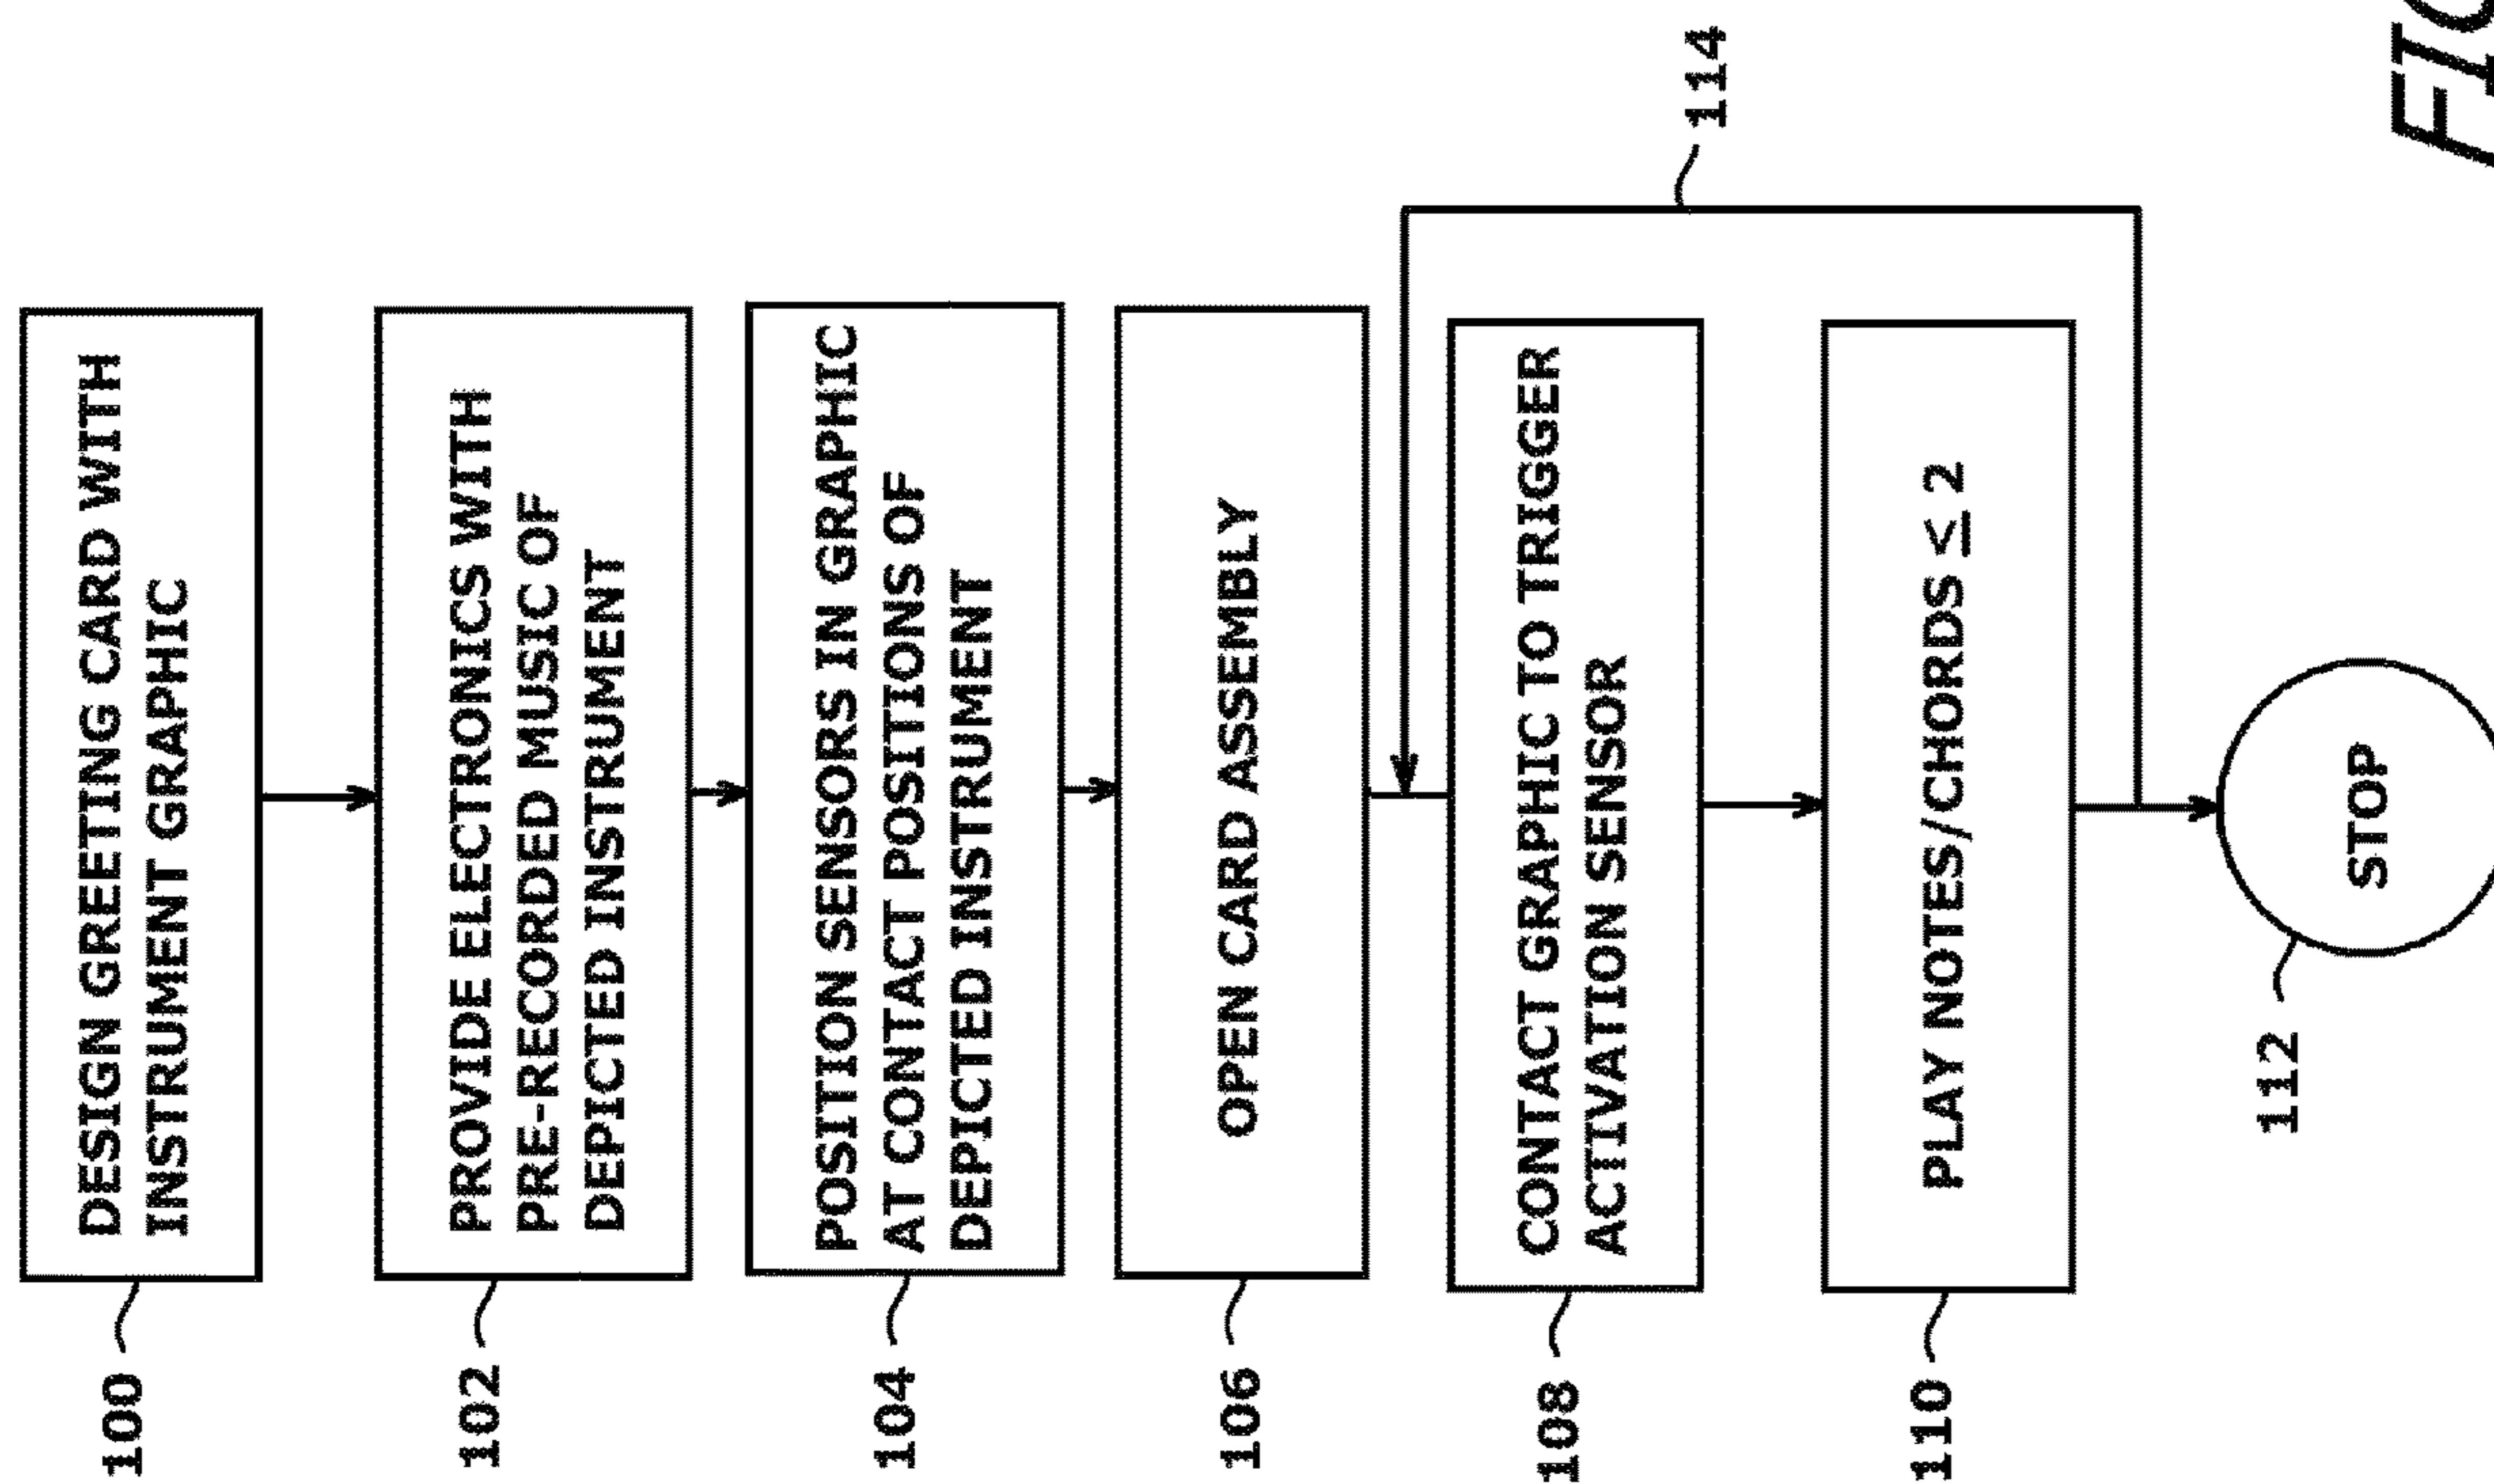 100
DESIGN GREETING CARD WITH
INSTRUMENT GRAPHIC
102
PROVIDE ELECTRONICS WITH
PRE-RECORDED MUSIC OF
DEPICTED INSTRUMENT
104
POSITION SENSORS IN GRAPHIC
AT CONTACT POSITIONS OF
DEPICTED INSTRUMENT
106
OPEN CARD ASSEMBLY
114
108
CONTACT GRAPHIC TO TRIGGER
ACTIVATION SENSOR
110
PLAY NOTES/CHORDS ≤ 2
112
STOP